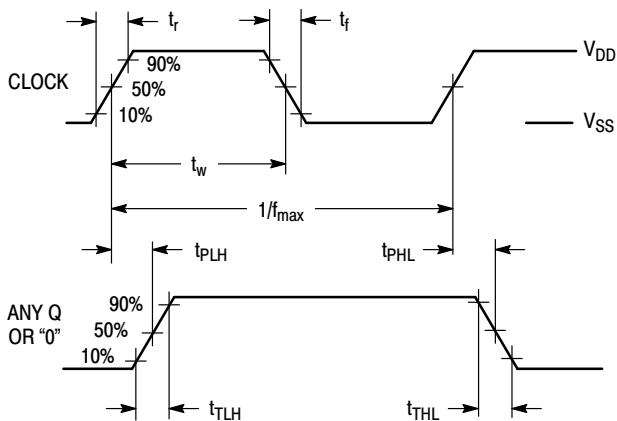 t_r
t_f
V_DD
CLOCK
90%
50%
10%
V_SS
t_w
1/f_max
t_PLH
t_PHL
ANY Q
OR “0”
90%
50%
10%
t_TLH
t_THL